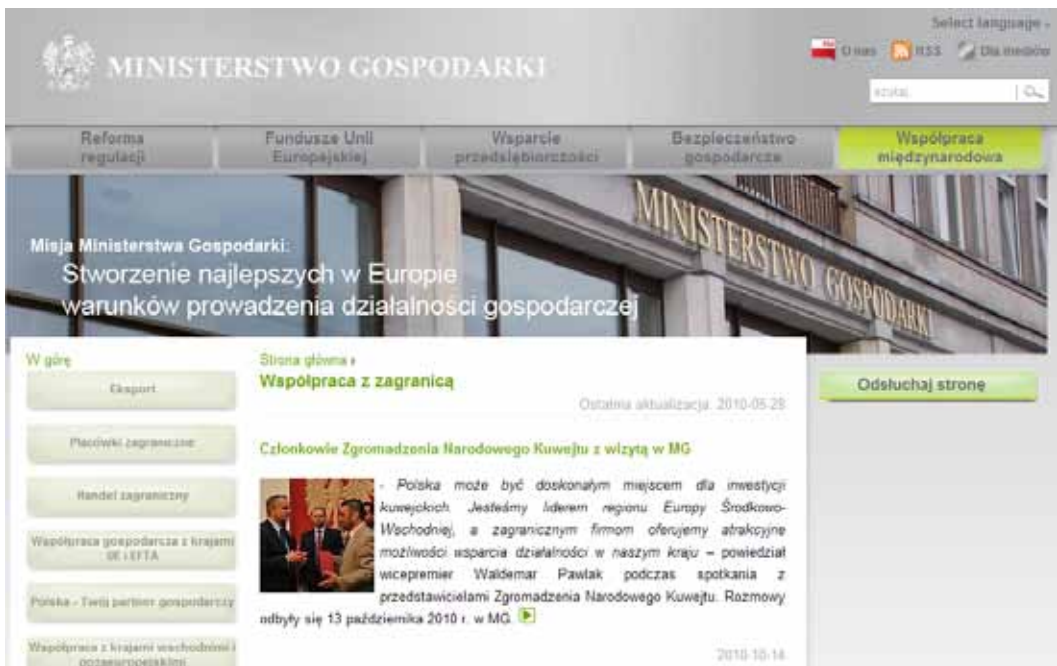 Select language
O nas RSS Dla mediów
szukaj
MINISTERSTWO GOSPODARKI
Reforma
regulacji
Fundusze Unii
Europejskiej
Wsparcie
przedsiębiorczości
Bezpieczeństwo
gospodarcze
Współpraca
międzynarodowa
MINISTERSTWO GOSPODARKI
Misja Ministerstwa Gospodarki:
Stworzenie najlepszych w Europie
warunków prowadzenia działalności gospodarczej
W górę
Eksport
Placówki zagraniczne
Handel zagraniczny
Współpraca gospodarcza z krajami
UE i EFTA
Polska - Twój partner gospodarczy
Współpraca z krajami wschodnimi i
pozaeuropejskimi
Strona główna
Współpraca z zagranicą
Ostatnia aktualizacja: 2010-05-28
Członkowie Zgromadzenia Narodowego Kuwejtu z wizytą w MG
- Polska może być doskonałym miejscem dla inwestycji
kuwejckich. Jesteśmy liderem regionu Europy Środkowo-
Wschodniej, a zagranicznym firmom oferujemy atrakcyjne
możliwości wsparcia działalności w naszym kraju – powiedział
wicepremier Waldemar Pawlak podczas spotkania z
przedstawicielami Zgromadzenia Narodowego Kuwejtu. Rozmowy
odbyły się 13 października 2010 r. w MG.
2010-10-14
Odsłuchaj stronę